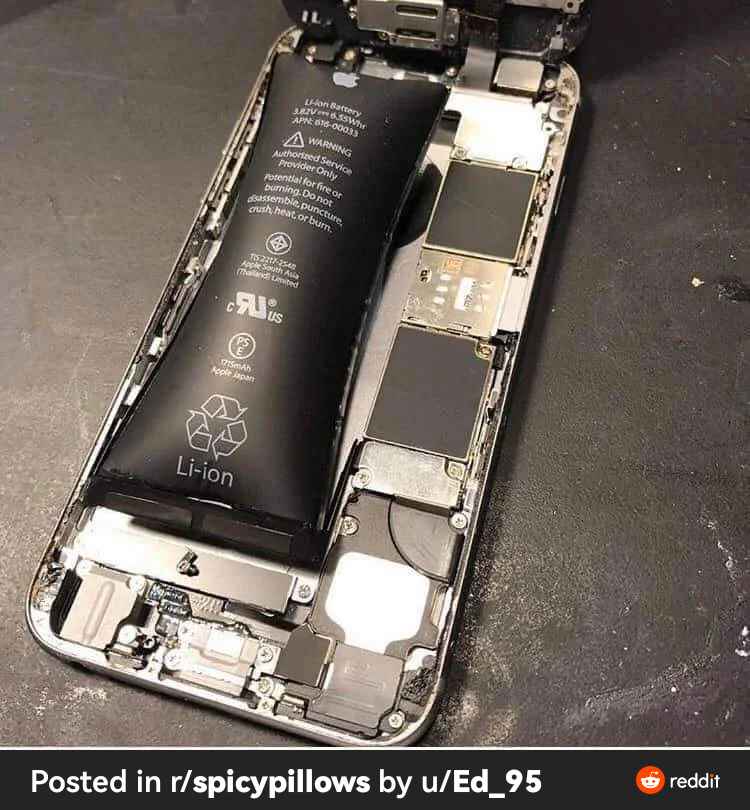 Li-ion Battery
3.82V 6.55Whr
APN: 616-00033
WARNING
Authorized Service
Provider Only
Potential for fire or
burning. Do not
disassemble, puncture,
crush, heat, or burn.
TIS 2217-2548
Apple South Asia
(Thailand) Limited
c RU ® US
PS
E
1715mAh
Apple Japan
Li-ion
Posted in r/spicypillows by u/Ed_95
reddit